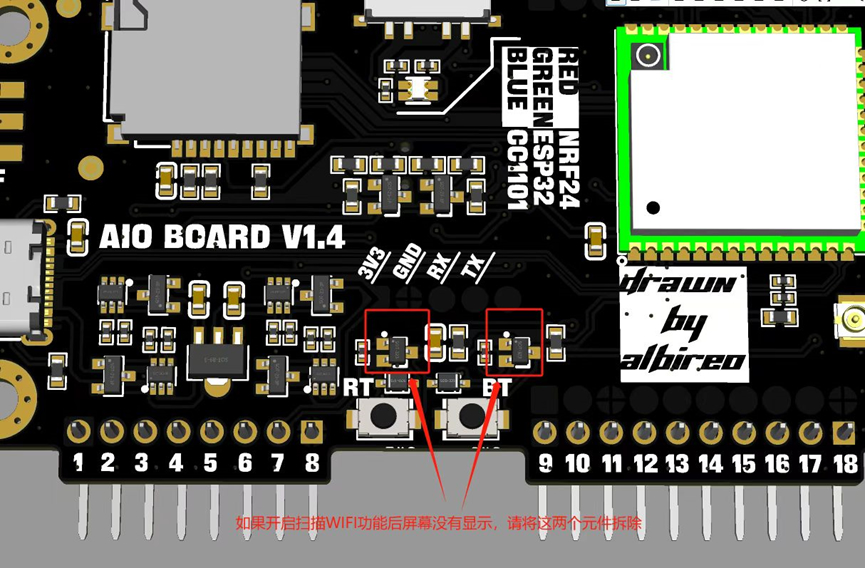 RED NRF24
GREEN ESP32
BLUE CC1101
AIO BOARD V1.4
3V3
GND
RX
TX
drawn
by
albireo
RT
BT
1 2 3 4 5 6 7 8
9 10 11 12 13 14 15 16 17 18
如果开启扫描WIFI功能后屏幕没有显示，请将这两个元件拆除